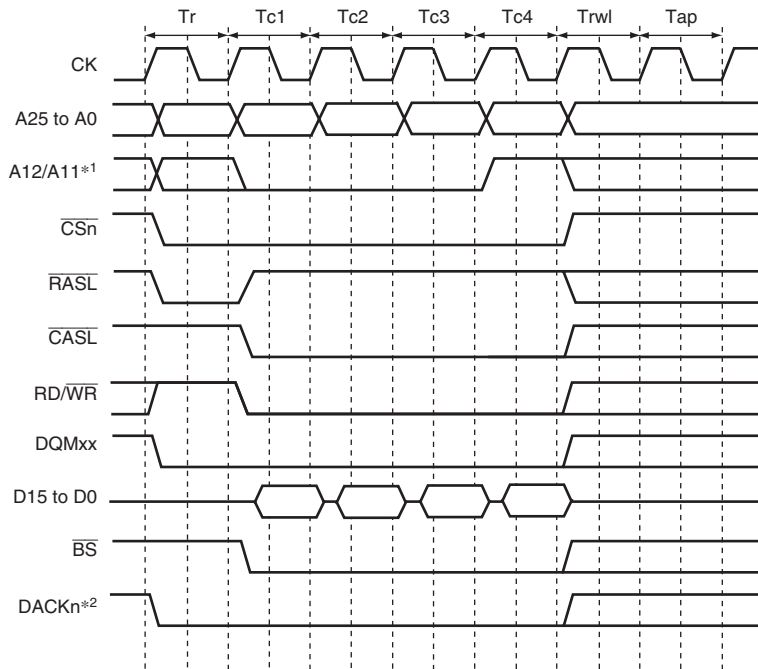 Tr Tc1 Tc2 Tc3 Tc4 Trwl Tap
CK
A25 to A0
A12/A11*1
CSn
RASL
CASL
RD/WR
DQMxx
D15 to D0
BS
DACKn*2